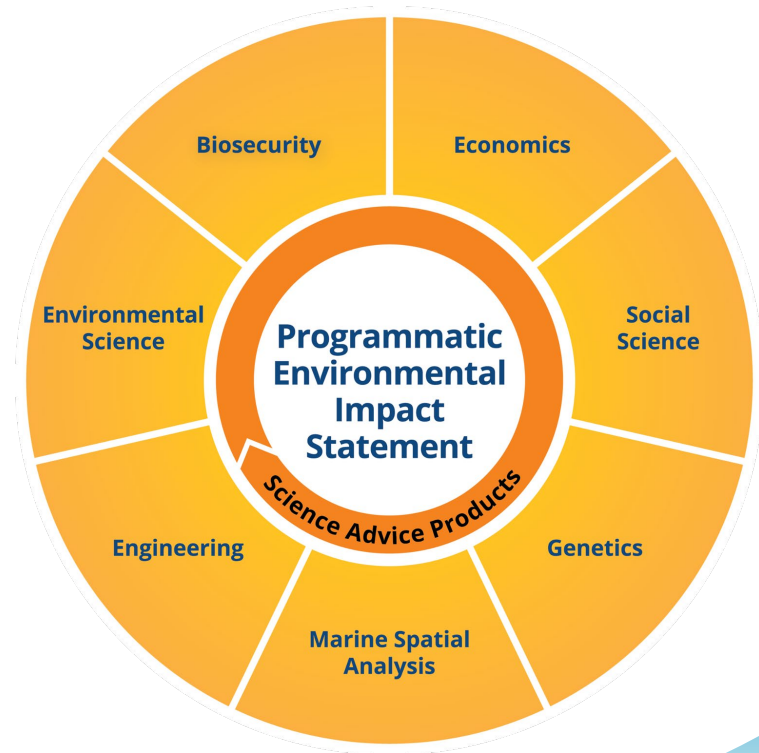 Biosecurity
Economics
Environmental
Science
Social
Science
Programmatic
Environmental
Impact
Statement
Science Advice Products
Engineering
Genetics
Marine Spatial
Analysis